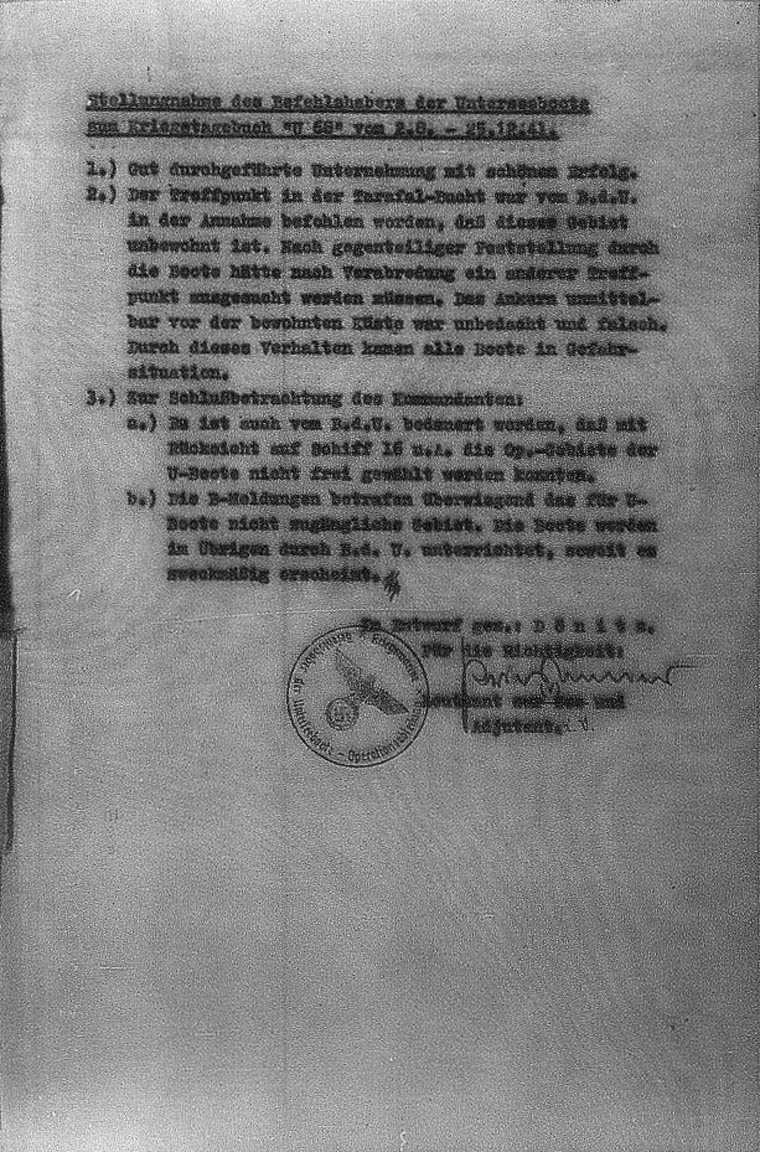 Stellungnahme des Befehlshabers der Unterseeboote
zum Kriegstagebuch "U 68" vom 2.8. - 25.12.41.
1.) Gut durchgeführte Unternehmung mit schönem Erfolg.
2.) Der Treffpunkt in der Tarafal-Bucht war vom B.d.U.
in der Annahme befohlen worden, daß dieses Gebiet
unbewohnt ist. Nach gegenteiliger Feststellung durch
die Boote hätte nach Verabredung ein anderer Treff-
punkt ausgesucht werden müssen. Das Ankern unmittel-
bar vor der bewohnten Küste war unbedacht und falsch.
Durch dieses Verhalten kamen alle Boote in Gefahr-
situation.
3.) Zur Schlußbetrachtung des Kommandanten:
a.) Es ist auch vom B.d.U. bedauert worden, daß mit
Rücksicht auf Schiff 16 u.A. die Op.-Gebiete der
U-Boote nicht frei gewählt werden konnten.
b.) Die B-Meldungen betrafen überwiegend das für U-
Boote nicht zugängliche Gebiet. Die Boote werden
im Übrigen durch B.d. U. unterrichtet, soweit es
zweckmäßig erscheint.
Im Entwurf gez.: D ö n i t z.
Für die Richtigkeit:
Leutnant zur See und
Adjutant. i.V.
Unterseeboote - Operationsabteilung